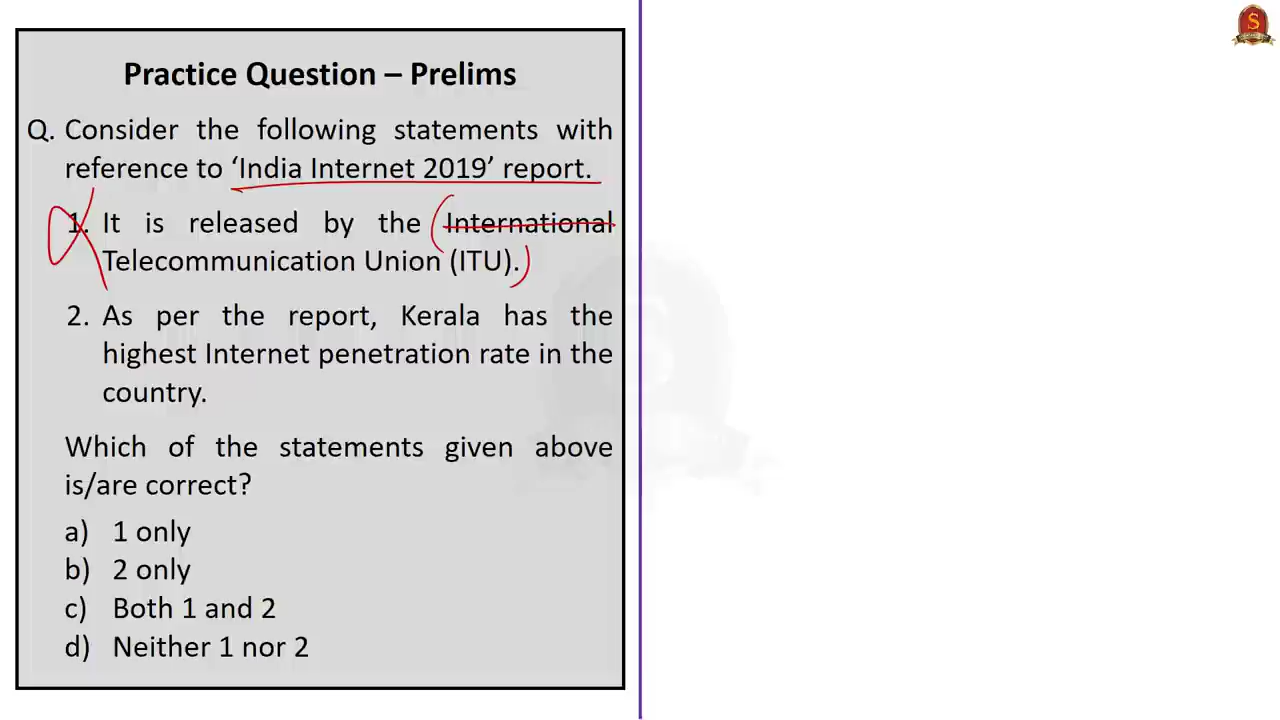 Practice Question – Prelims
Q. Consider the following statements with
reference to ‘India Internet 2019’ report.
1. It is released by the International
Telecommunication Union (ITU).
2. As per the report, Kerala has the
highest Internet penetration rate in the
country.
Which of the statements given above
is/are correct?
a) 1 only
b) 2 only
c) Both 1 and 2
d) Neither 1 nor 2